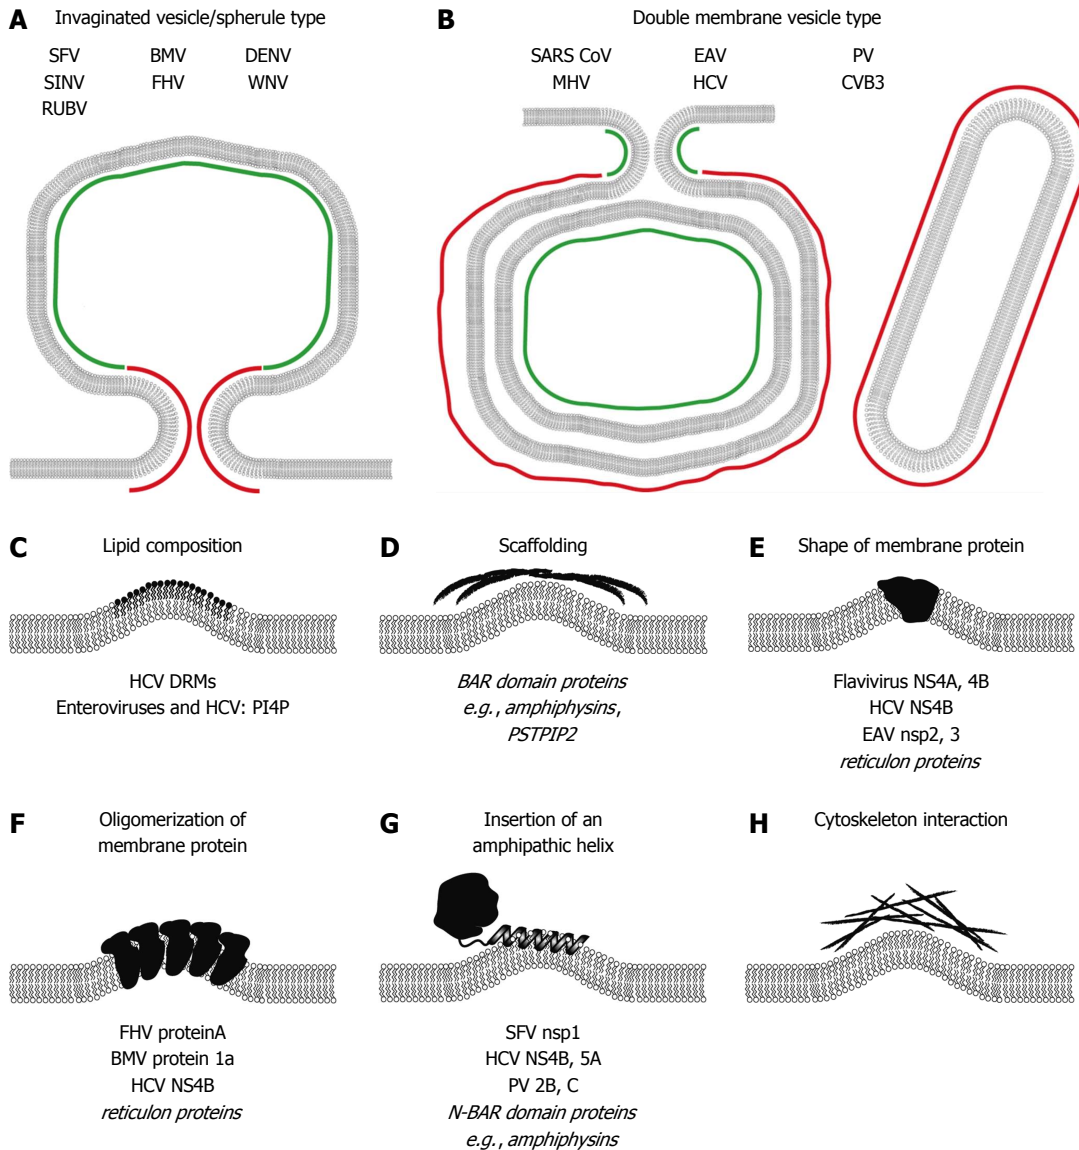 A Invaginated vesicle/spherule type
SFV BMV DENV
SINV FHV WNV
RUBV
B Double membrane vesicle type
SARS CoV EAV PV
MHV HCV CVB3
C Lipid composition
HCV DRMs
Enteroviruses and HCV: PI4P
D Scaffolding
BAR domain proteins
e.g., amphiphysins,
PSTPIP2
E Shape of membrane protein
Flavivirus NS4A, 4B
HCV NS4B
EAV nsp2, 3
reticulon proteins
F Oligomerization of
membrane protein
FHV proteinA
BMV protein 1a
HCV NS4B
reticulon proteins
G Insertion of an
amphipathic helix
SFV nsp1
HCV NS4B, 5A
PV 2B, C
N-BAR domain proteins
e.g., amphiphysins
H Cytoskeleton interaction